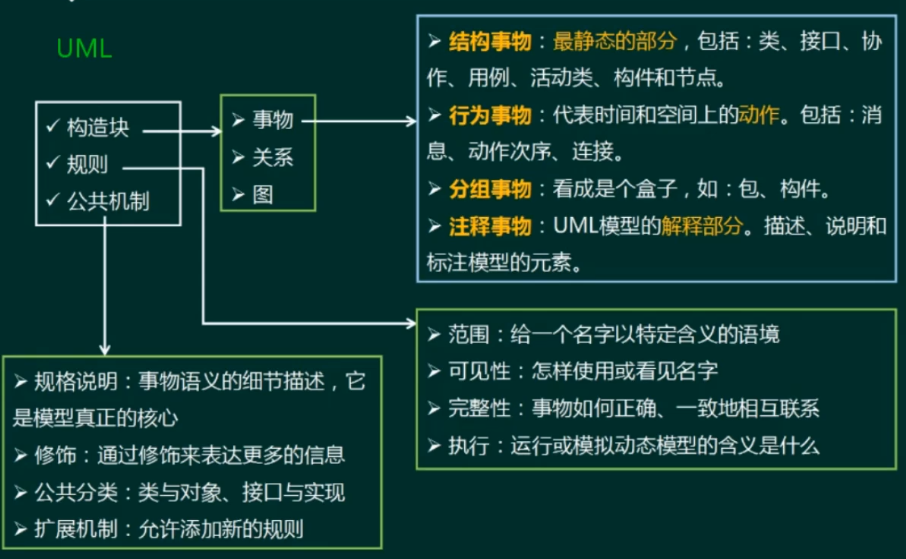 UML
✓ 构造块
✓ 规则
✓ 公共机制
➢ 事物
➢ 关系
➢ 图
➢ 结构事物：最静态的部分，包括：类、接口、协
作、用例、活动类、构件和节点。
➢ 行为事物：代表时间和空间上的动作。包括：消
息、动作次序、连接。
➢ 分组事物：看成是个盒子，如：包、构件。
➢ 注释事物：UML模型的解释部分。描述、说明和
标注模型的元素。
➢ 范围：给一个名字以特定含义的语境
➢ 可见性：怎样使用或看见名字
➢ 完整性：事物如何正确、一致地相互联系
➢ 执行：运行或模拟动态模型的含义是什么
➢ 规格说明：事物语义的细节描述，它
是模型真正的核心
➢ 修饰：通过修饰来表达更多的信息
➢ 公共分类：类与对象、接口与实现
➢ 扩展机制：允许添加新的规则